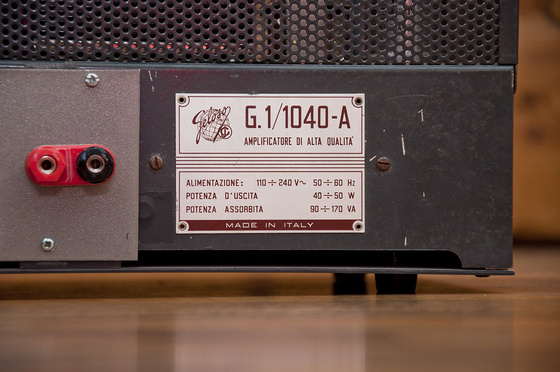 Geloso
G.1/1040-A
AMPLIFICATORE DI ALTA QUALITÀ
ALIMENTAZIONE: 110÷240 V~ 50÷60 Hz
POTENZA D'USCITA 40÷50 W
POTENZA ASSORBITA 90÷170 VA
MADE IN ITALY